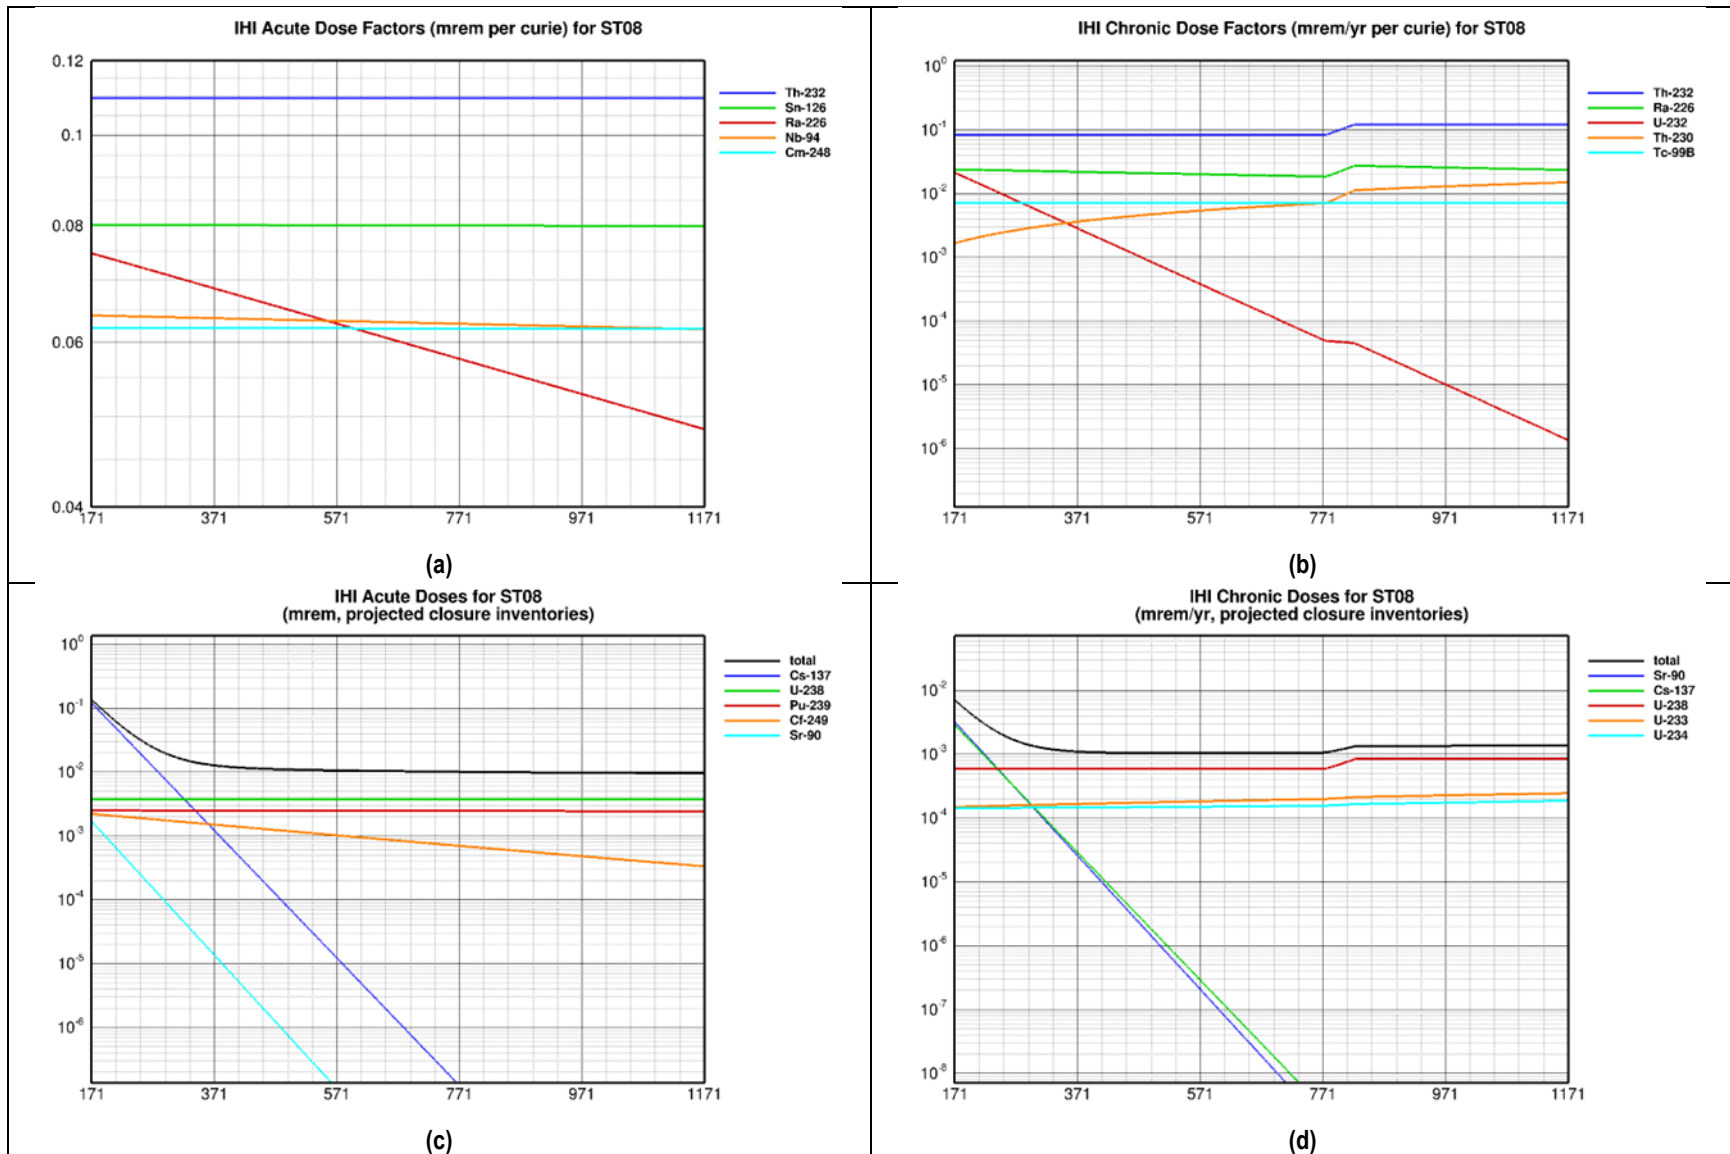 IHI Acute Dose Factors (mrem per curie) for ST08
0.12
0.1
0.08
0.06
0.04
171 371 571 771 971 1171
Th-232
Sn-126
Ra-226
Nb-94
Cm-248
(a)
IHI Chronic Dose Factors (mrem/yr per curie) for ST08
10⁰
10⁻¹
10⁻²
10⁻³
10⁻⁴
10⁻⁵
10⁻⁶
171 371 571 771 971 1171
Th-232
Ra-226
U-232
Th-230
Tc-99B
(b)
IHI Acute Doses for ST08
(mrem, projected closure inventories)
10⁰
10⁻¹
10⁻²
10⁻³
10⁻⁴
10⁻⁵
10⁻⁶
171 371 571 771 971 1171
total
Cs-137
U-238
Pu-239
Cf-249
Sr-90
(c)
IHI Chronic Doses for ST08
(mrem/yr, projected closure inventories)
10⁻²
10⁻³
10⁻⁴
10⁻⁵
10⁻⁶
10⁻⁷
10⁻⁸
171 371 571 771 971 1171
total
Sr-90
Cs-137
U-238
U-233
U-234
(d)